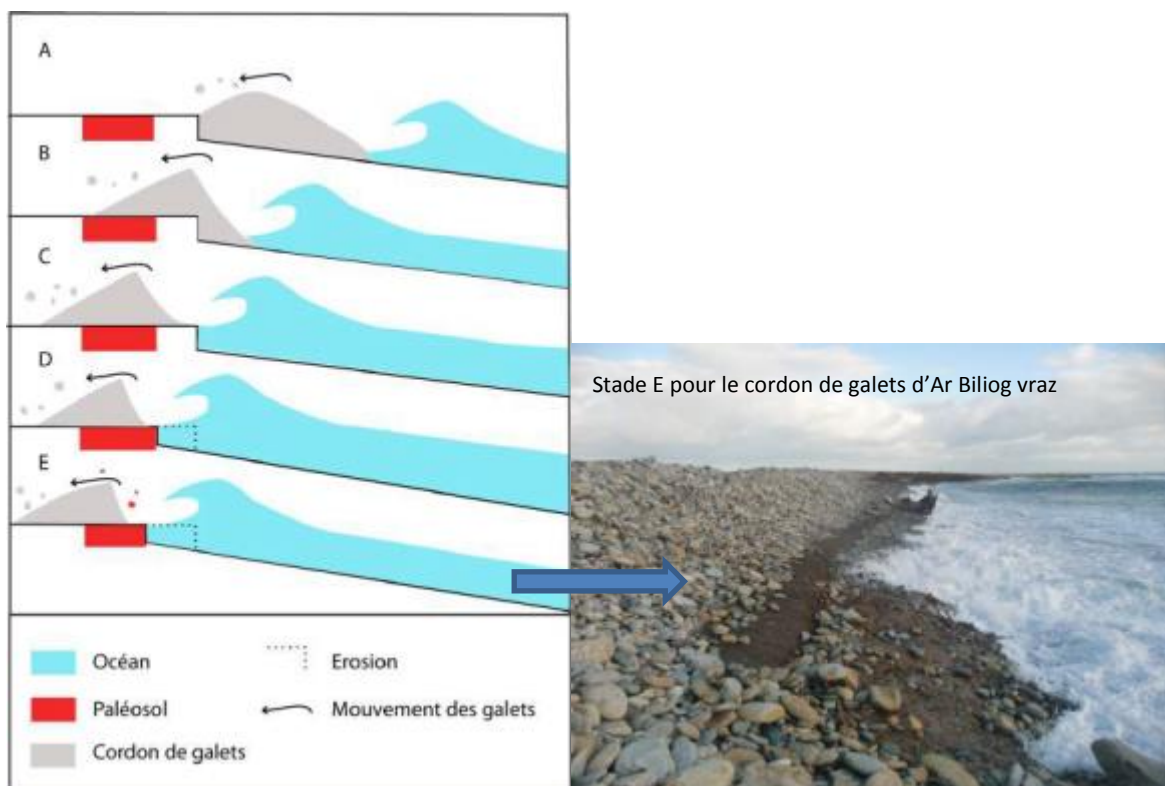 A
B
C
D
E
Stade E pour le cordon de galets d’Ar Biliog vraz
Océan
Erosion
Paléosol
Mouvement des galets
Cordon de galets